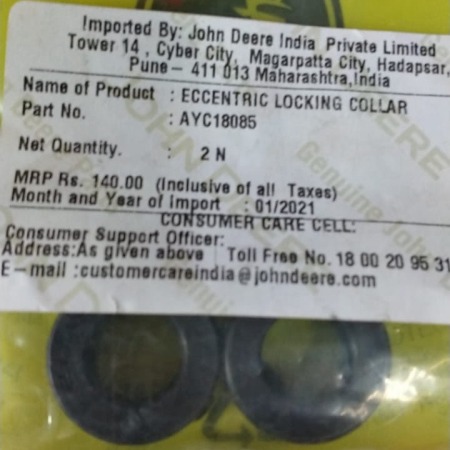 Imported By: John Deere India Private Limited
Tower 14 , Cyber City, Magarpatta City, Hadapsar,
Pune– 411 013 Maharashtra, India
Name of Product : ECCENTRIC LOCKING COLLAR
Part No. : AYC18085
Net Quantity. : 2 N
MRP Rs. 140.00 (Inclusive of all Taxes)
Month and Year of Import : 01/2021
CONSUMER CARE CELL:
Consumer Support Officer:
Address:As given above Toll Free No. 18 00 20 95 31
E–mail :customercareindia@johndeere.com